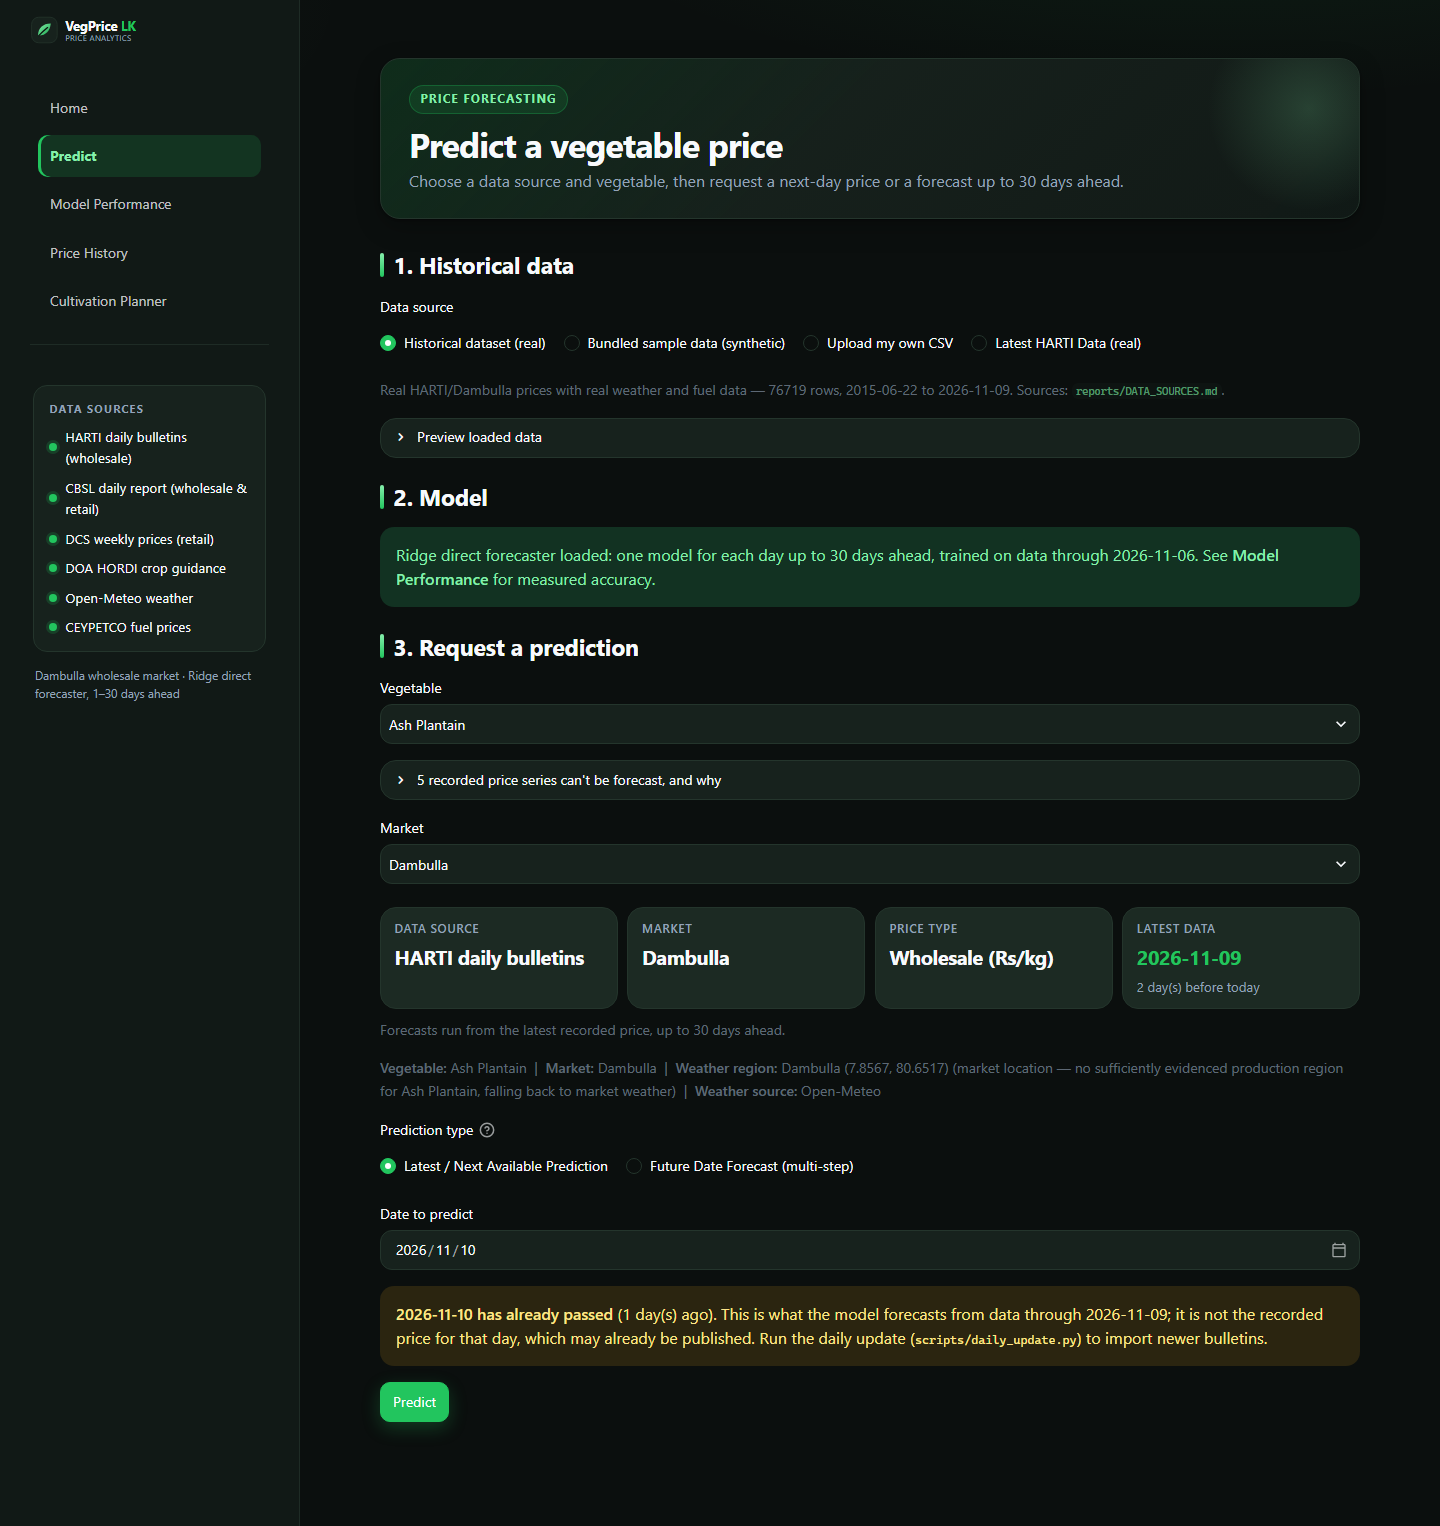 VegPrice LK
PRICE ANALYTICS
Home
Predict
Model Performance
Price History
Cultivation Planner
DATA SOURCES
HARTI daily bulletins
(wholesale)
CBSL daily report (wholesale &
retail)
DCS weekly prices (retail)
DOA HORDI crop guidance
Open-Meteo weather
CEYPETCO fuel prices
Dambulla wholesale market · Ridge direct
forecaster, 1–30 days ahead
PRICE FORECASTING
Predict a vegetable price
Choose a data source and vegetable, then request a next-day price or a forecast up to 30 days ahead.
1. Historical data
Data source
Historical dataset (real)
Bundled sample data (synthetic)
Upload my own CSV
Latest HARTI Data (real)
Real HARTI/Dambulla prices with real weather and fuel data — 76719 rows, 2015-06-22 to 2026-11-09. Sources: reports/DATA_SOURCES.md.
Preview loaded data
2. Model
Ridge direct forecaster loaded: one model for each day up to 30 days ahead, trained on data through 2026-11-06. See Model
Performance for measured accuracy.
3. Request a prediction
Vegetable
Ash Plantain
5 recorded price series can't be forecast, and why
Market
Dambulla
DATA SOURCE
HARTI daily bulletins
MARKET
Dambulla
PRICE TYPE
Wholesale (Rs/kg)
LATEST DATA
2026-11-09
2 day(s) before today
Forecasts run from the latest recorded price, up to 30 days ahead.
Vegetable: Ash Plantain | Market: Dambulla | Weather region: Dambulla (7.8567, 80.6517) (market location — no sufficiently evidenced production region
for Ash Plantain, falling back to market weather) | Weather source: Open-Meteo
Prediction type
Latest / Next Available Prediction
Future Date Forecast (multi-step)
Date to predict
2026/11/10
2026-11-10 has already passed (1 day(s) ago). This is what the model forecasts from data through 2026-11-09; it is not the recorded
price for that day, which may already be published. Run the daily update (scripts/daily_update.py) to import newer bulletins.
Predict